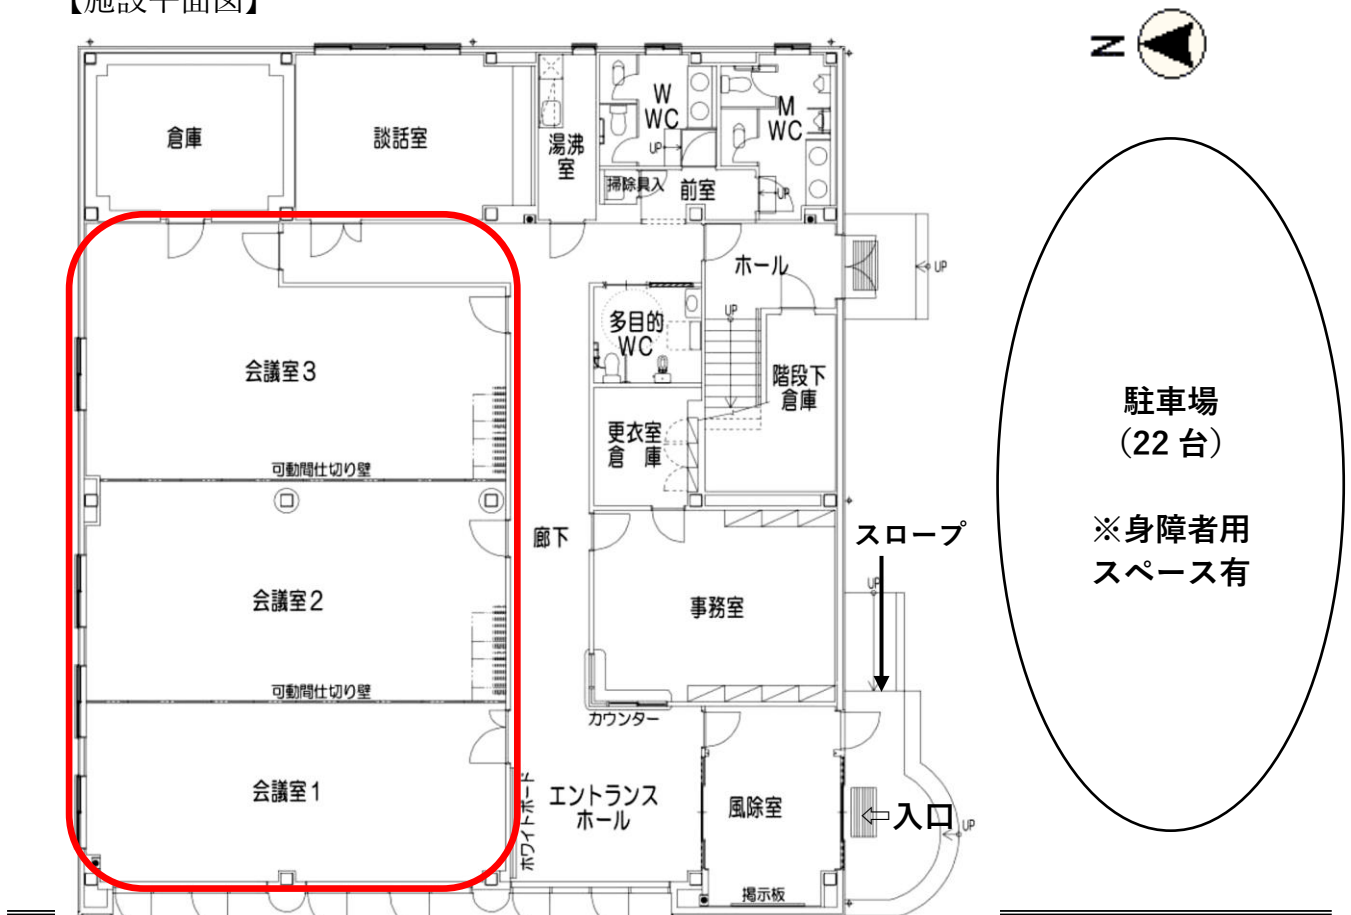 【施設平面図】
N
倉庫
談話室
湯沸
室
W
WC
UP
M
WC
掃除具入
前室
UP
ホール
UP
UP
多目的
WC
階段下
倉庫
会議室3
更衣室
倉　庫
可動間仕切り壁
駐車場
（22 台）
※身障者用
スペース有
廊下
スロープ
UP
会議室2
事務室
可動間仕切り壁
カウンター
会議室1
ホワイトボード
エントランス
ホール
風除室
⇦入口
UP
掲示板